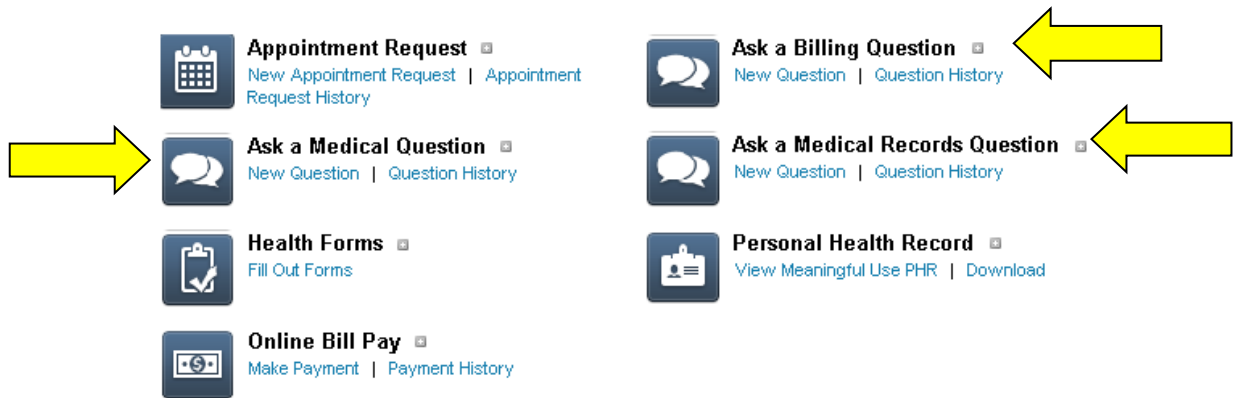 Appointment Request
New Appointment Request | Appointment
Request History
Ask a Billing Question
New Question | Question History
Ask a Medical Question
New Question | Question History
Ask a Medical Records Question
New Question | Question History
Health Forms
Fill Out Forms
Personal Health Record
View Meaningful Use PHR | Download
Online Bill Pay
Make Payment | Payment History